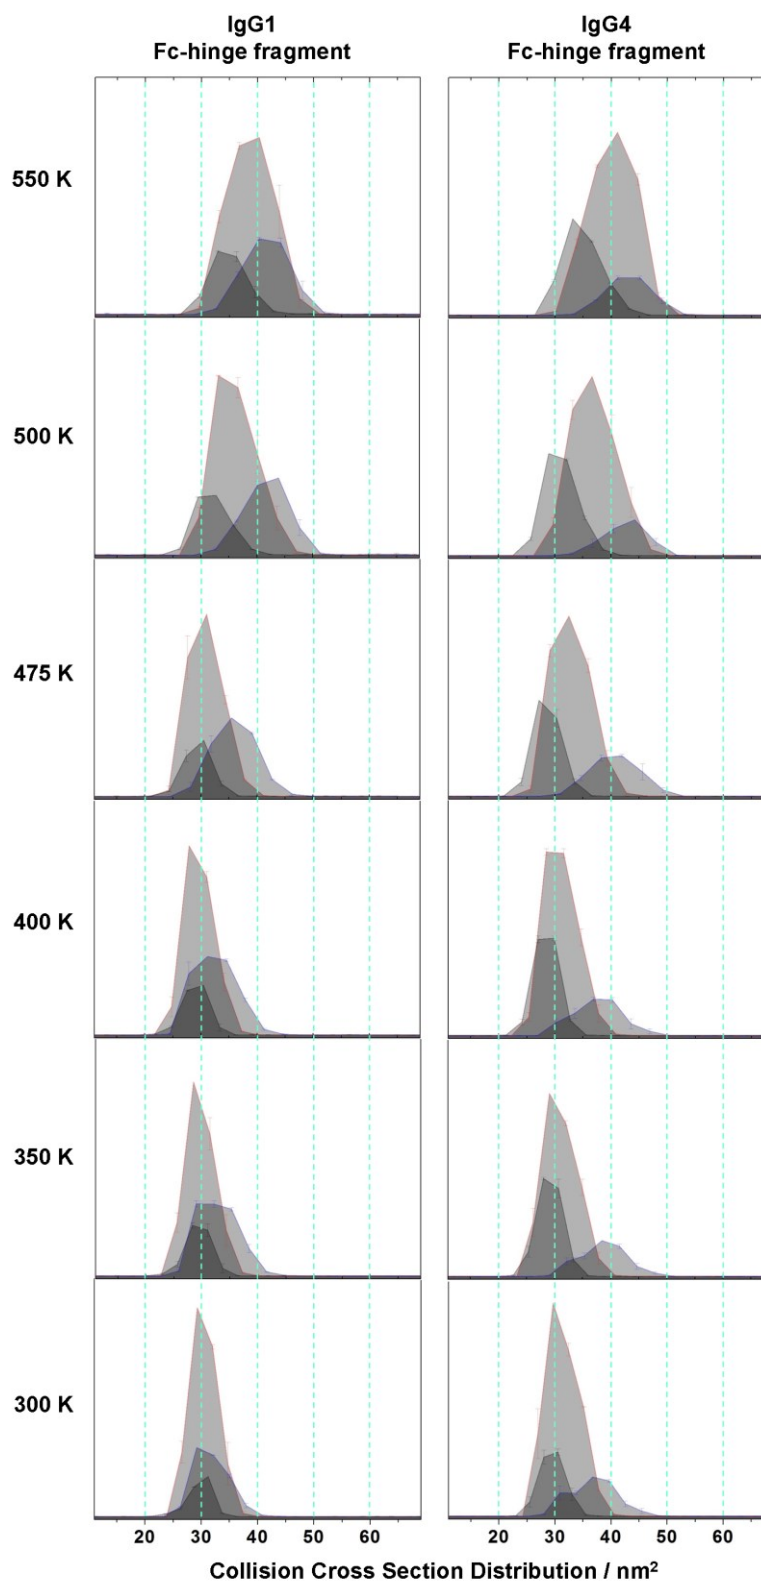 IgG1
Fc-hinge fragment
IgG4
Fc-hinge fragment
550 K
500 K
475 K
400 K
350 K
300 K
20 30 40 50 60
20 30 40 50 60
Collision Cross Section Distribution / nm²